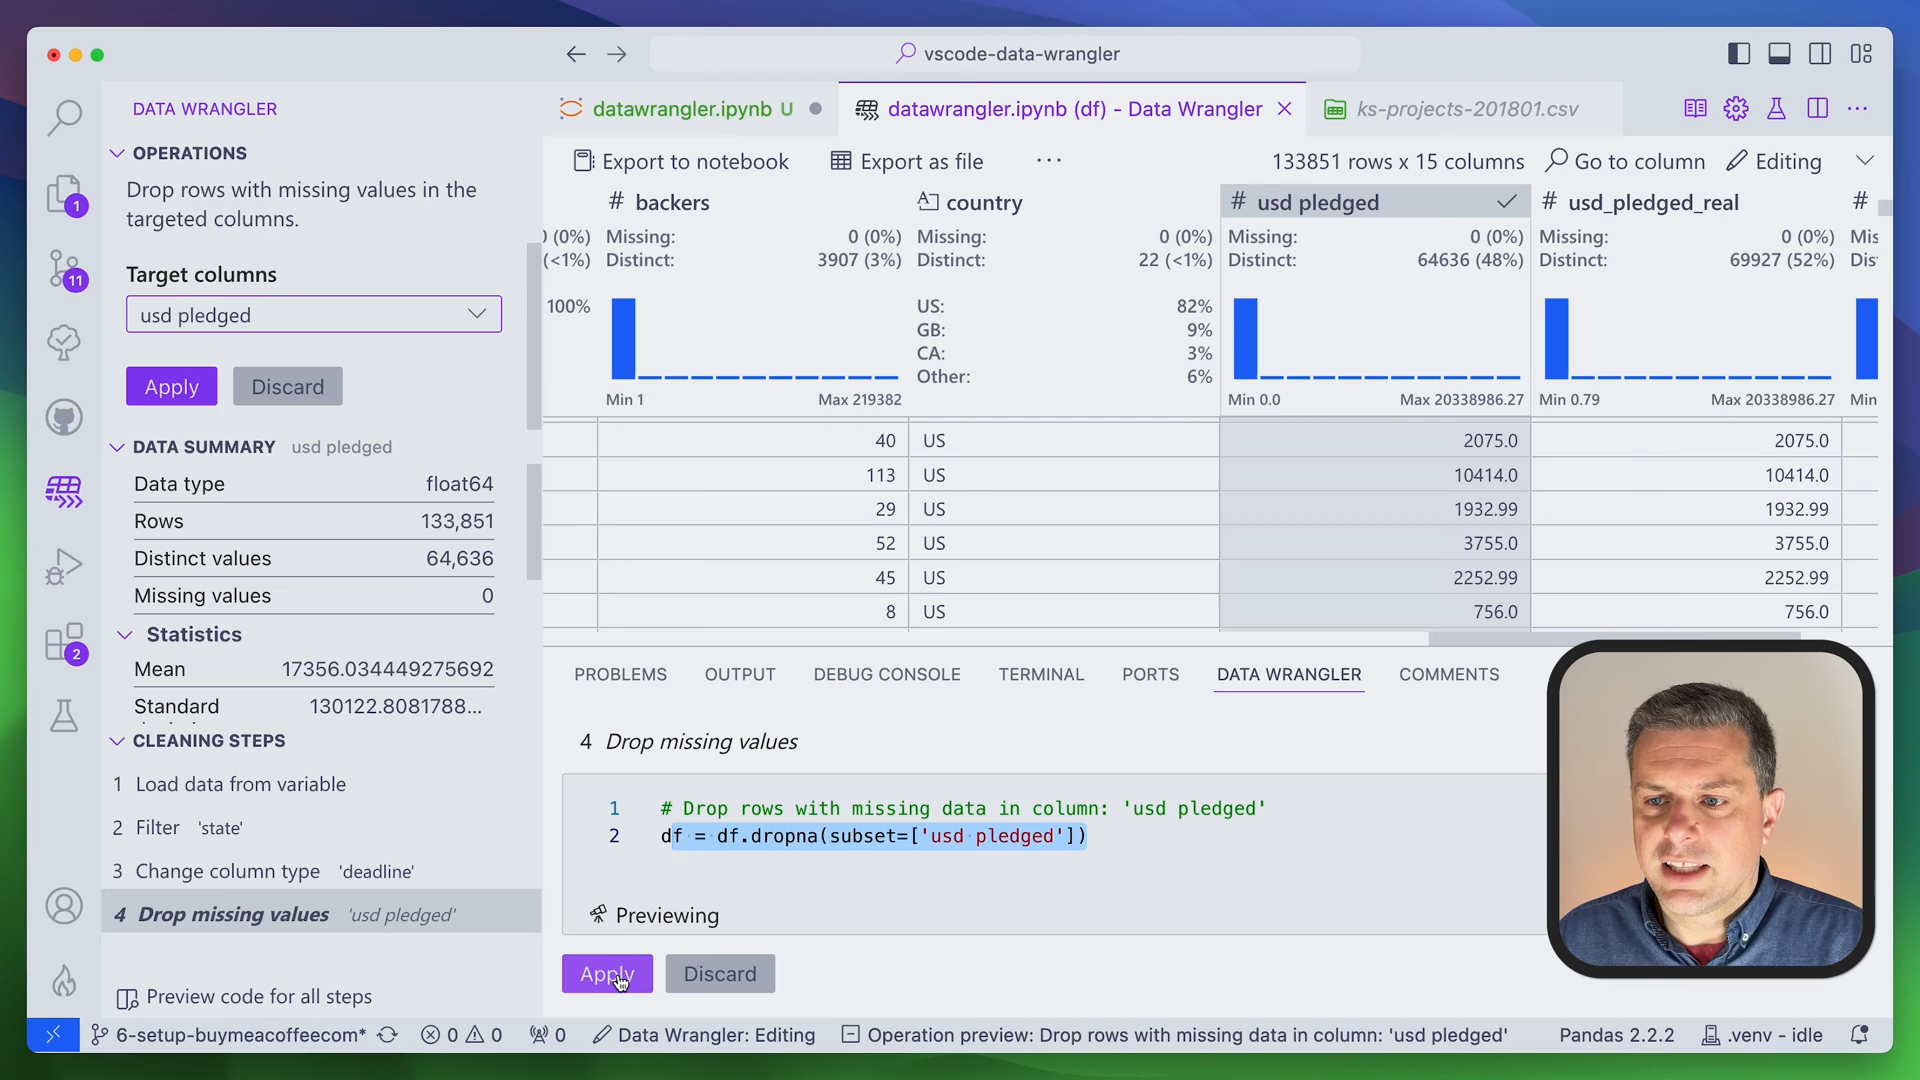 vscode-data-wrangler
DATA WRANGLER
OPERATIONS
Drop rows with missing values in the
targeted columns.
Target columns
usd pledged
Apply
Discard
DATA SUMMARY usd pledged
Data type float64
Rows 133,851
Distinct values 64,636
Missing values 0
Statistics
Mean 17356.034449275692
Standard 130122.8081788...
CLEANING STEPS
1 Load data from variable
2 Filter 'state'
3 Change column type 'deadline'
4 Drop missing values 'usd pledged'
Preview code for all steps
1
11
2
datawrangler.ipynb U
datawrangler.ipynb (df) - Data Wrangler
ks-projects-201801.csv
Export to notebook
Export as file
...
133851 rows x 15 columns
Go to column
Editing
# backers
country
# usd pledged
# usd_pledged_real
#
0 (0%) Missing: 0 (0%) Missing: 0 (0%) Missing: 0 (0%) Missing: 0 (0%) Mis
(<1%) Distinct: 3907 (3%) Distinct: 22 (<1%) Distinct: 64636 (48%) Distinct: 69927 (52%) Dis
100%
US: 82%
GB: 9%
CA: 3%
Other: 6%
Min 1 Max 219382 Min 0.0 Max 20338986.27 Min 0.79 Max 20338986.27 Min
40 US 2075.0 2075.0
113 US 10414.0 10414.0
29 US 1932.99 1932.99
52 US 3755.0 3755.0
45 US 2252.99 2252.99
8 US 756.0 756.0
PROBLEMS OUTPUT DEBUG CONSOLE TERMINAL PORTS DATA WRANGLER COMMENTS
4 Drop missing values
1 # Drop rows with missing data in column: 'usd pledged'
2 df = df.dropna(subset=['usd pledged'])
Previewing
Apply
Discard
6-setup-buymeacoffeecom*
0 0
0
Data Wrangler: Editing
Operation preview: Drop rows with missing data in column: 'usd pledged'
Pandas 2.2.2
.venv - idle